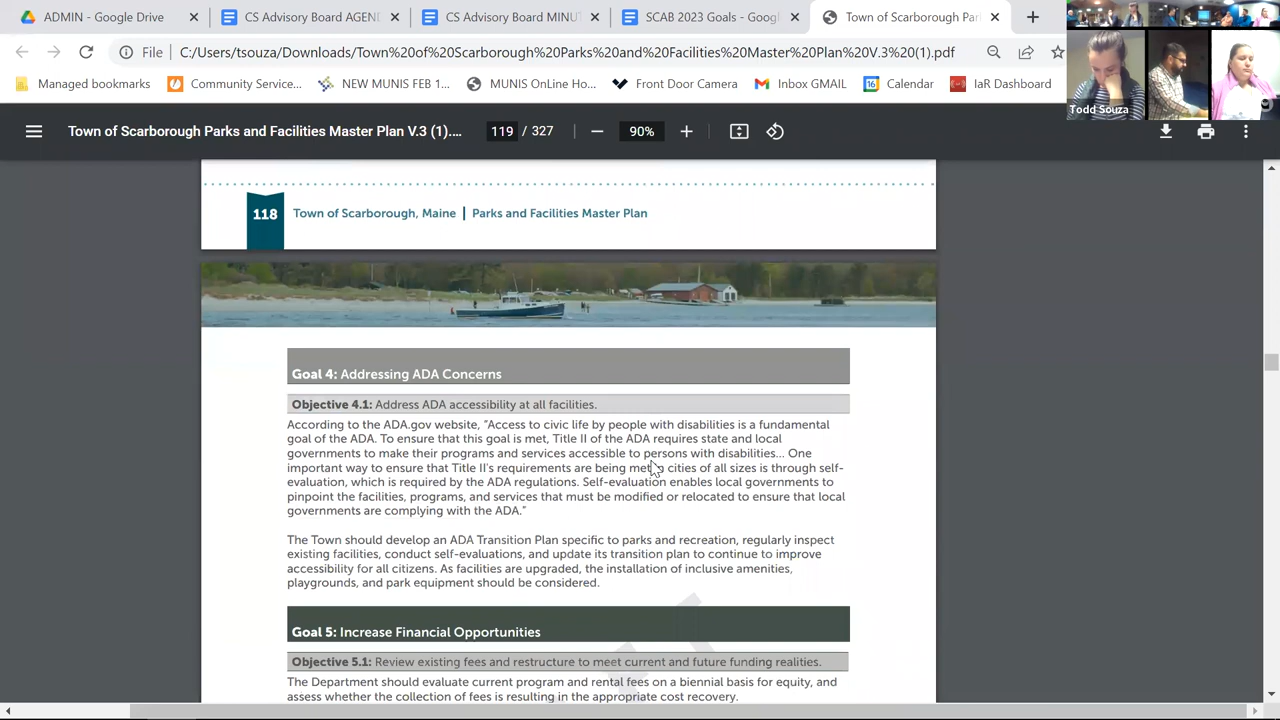 ADMIN - Google Drive
CS Advisory Board AGEN
CS Advisory Board MINUT
SCAB 2023 Goals - Googl
Town of Scarborough Par
File
C:/Users/tsouza/Downloads/Town%20of%20Scarborough%20Parks%20and%20Facilities%20Master%20Plan%20V.3%20(1).pdf
Managed bookmarks
Community Service...
NEW MUNIS FEB 1...
MUNIS OnLine Ho...
Front Door Camera
Inbox GMAIL
Calendar
IaR Dashboard
Todd Souza
Town of Scarborough Parks and Facilities Master Plan V.3 (1)....
119 / 327
90%
118
Town of Scarborough, Maine | Parks and Facilities Master Plan
Goal 4: Addressing ADA Concerns
Objective 4.1: Address ADA accessibility at all facilities.
According to the ADA.gov website, “Access to civic life by people with disabilities is a fundamental
goal of the ADA. To ensure that this goal is met, Title II of the ADA requires state and local
governments to make their programs and services accessible to persons with disabilities... One
important way to ensure that Title II's requirements are being met in cities of all sizes is through self-
evaluation, which is required by the ADA regulations. Self-evaluation enables local governments to
pinpoint the facilities, programs, and services that must be modified or relocated to ensure that local
governments are complying with the ADA.”
The Town should develop an ADA Transition Plan specific to parks and recreation, regularly inspect
existing facilities, conduct self-evaluations, and update its transition plan to continue to improve
accessibility for all citizens. As facilities are upgraded, the installation of inclusive amenities,
playgrounds, and park equipment should be considered.
Goal 5: Increase Financial Opportunities
Objective 5.1: Review existing fees and restructure to meet current and future funding realities.
The Department should evaluate current program and rental fees on a biennial basis for equity, and
assess whether the collection of fees is resulting in the appropriate cost recovery.